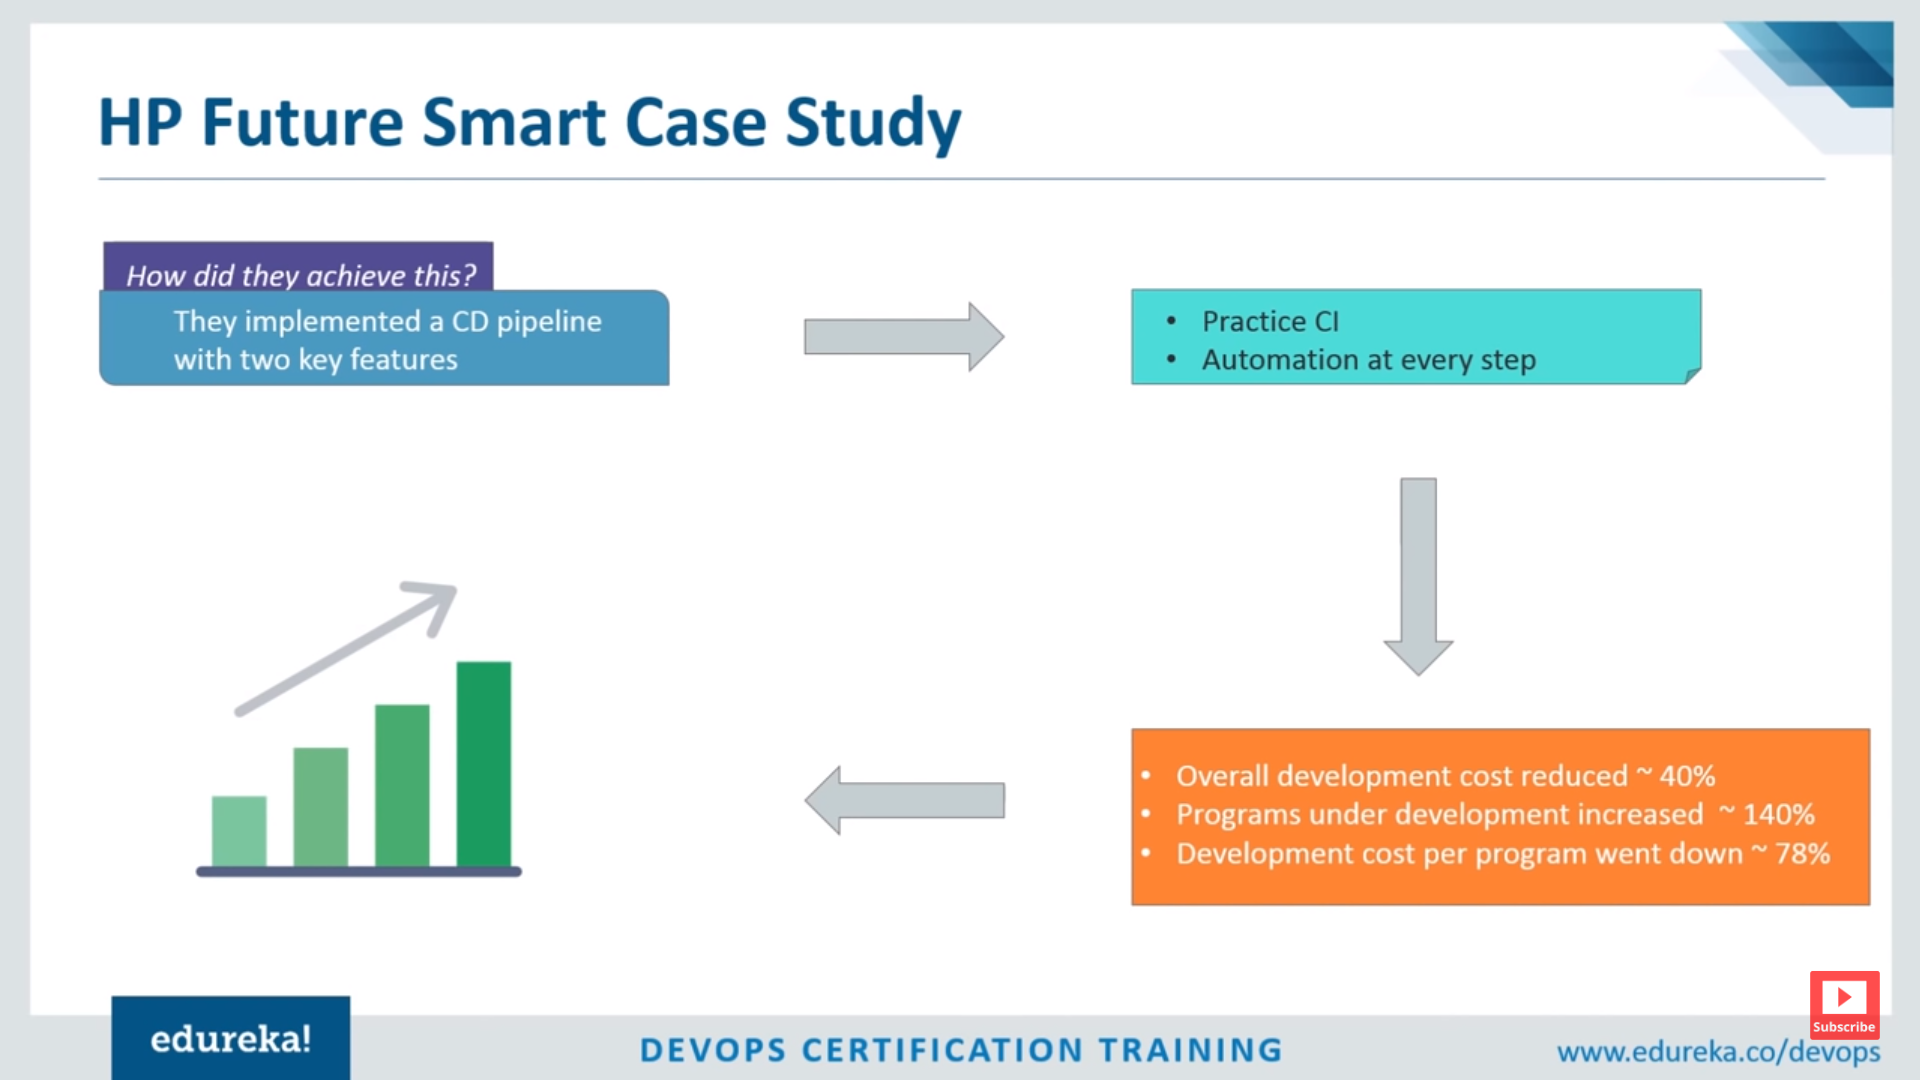 HP Future Smart Case Study
How did they achieve this?
They implemented a CD pipeline
with two key features
• Practice CI
• Automation at every step
• Overall development cost reduced ~ 40%
• Programs under development increased ~ 140%
• Development cost per program went down ~ 78%
Subscribe
edureka!
DEVOPS CERTIFICATION TRAINING
www.edureka.co/devops